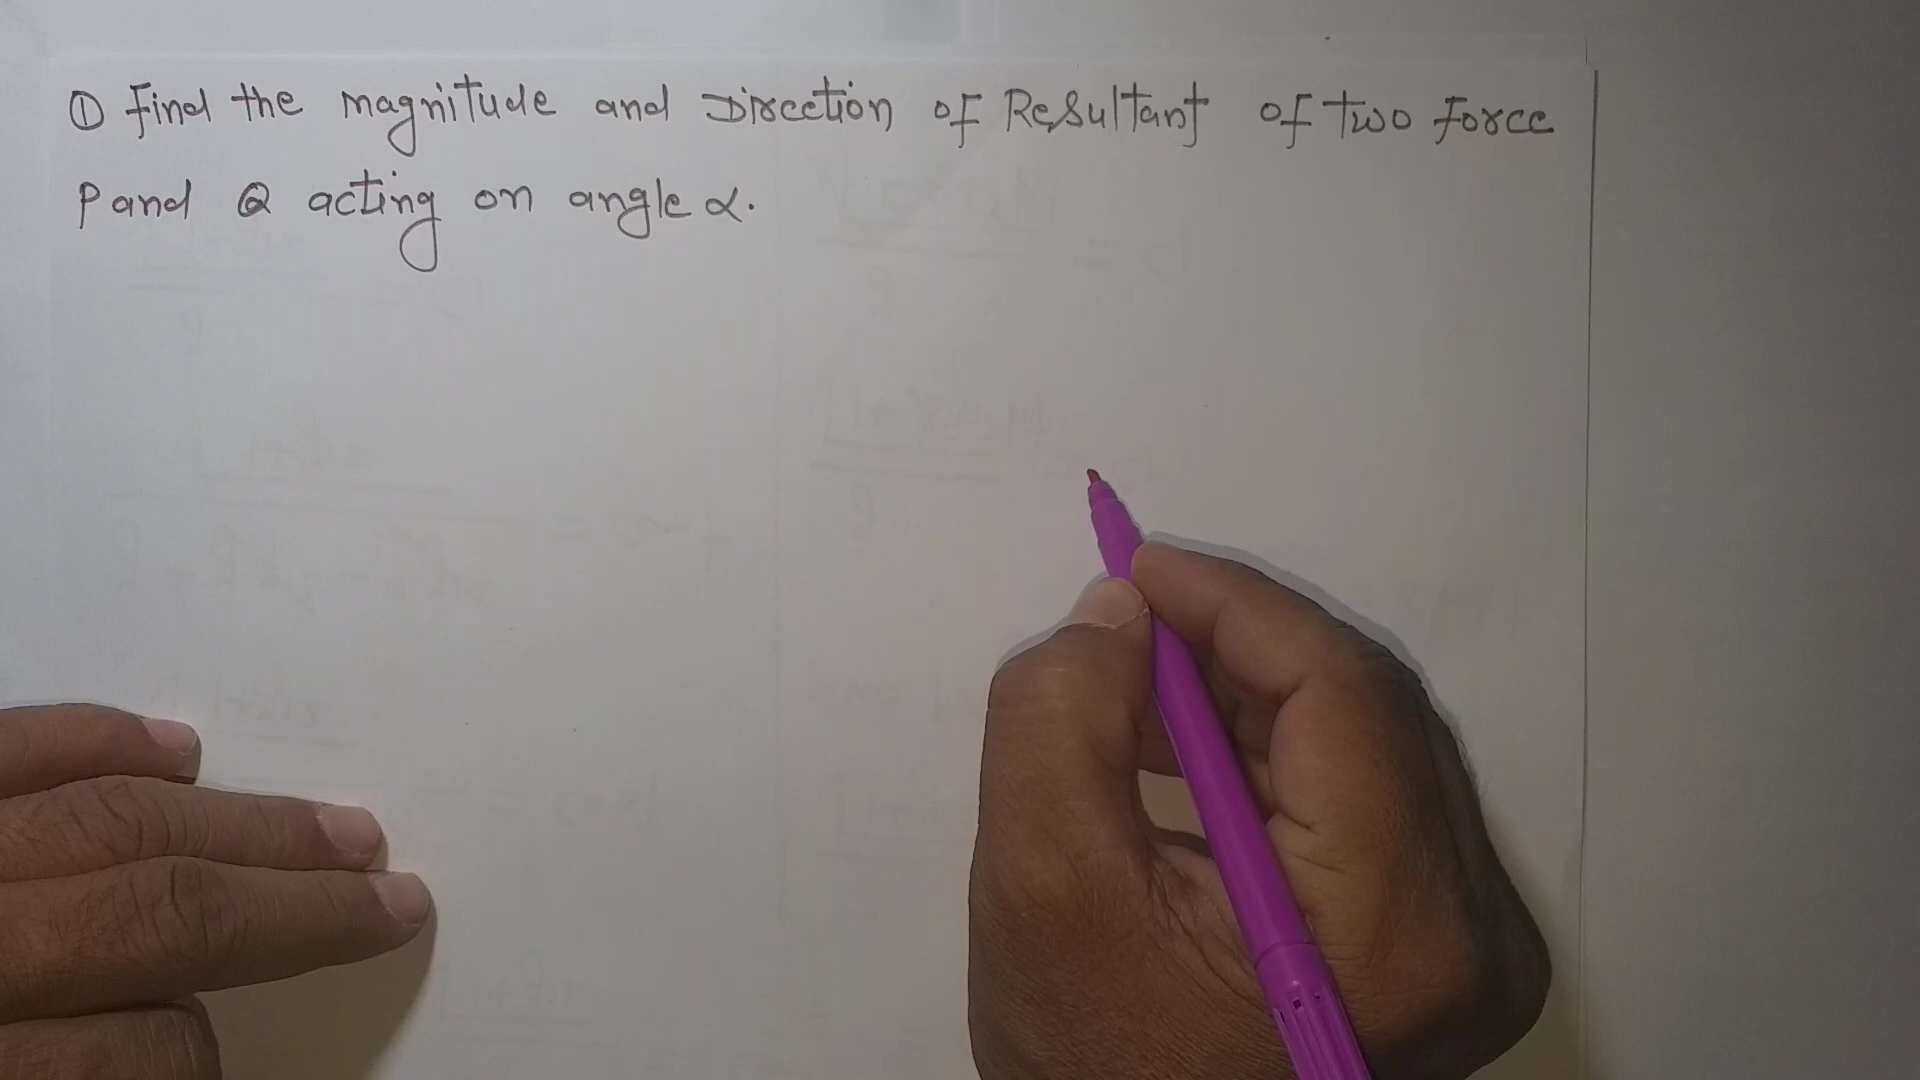 ① Find the magnitude and Direction of Resultant of two Force
P and Q acting on angle α.